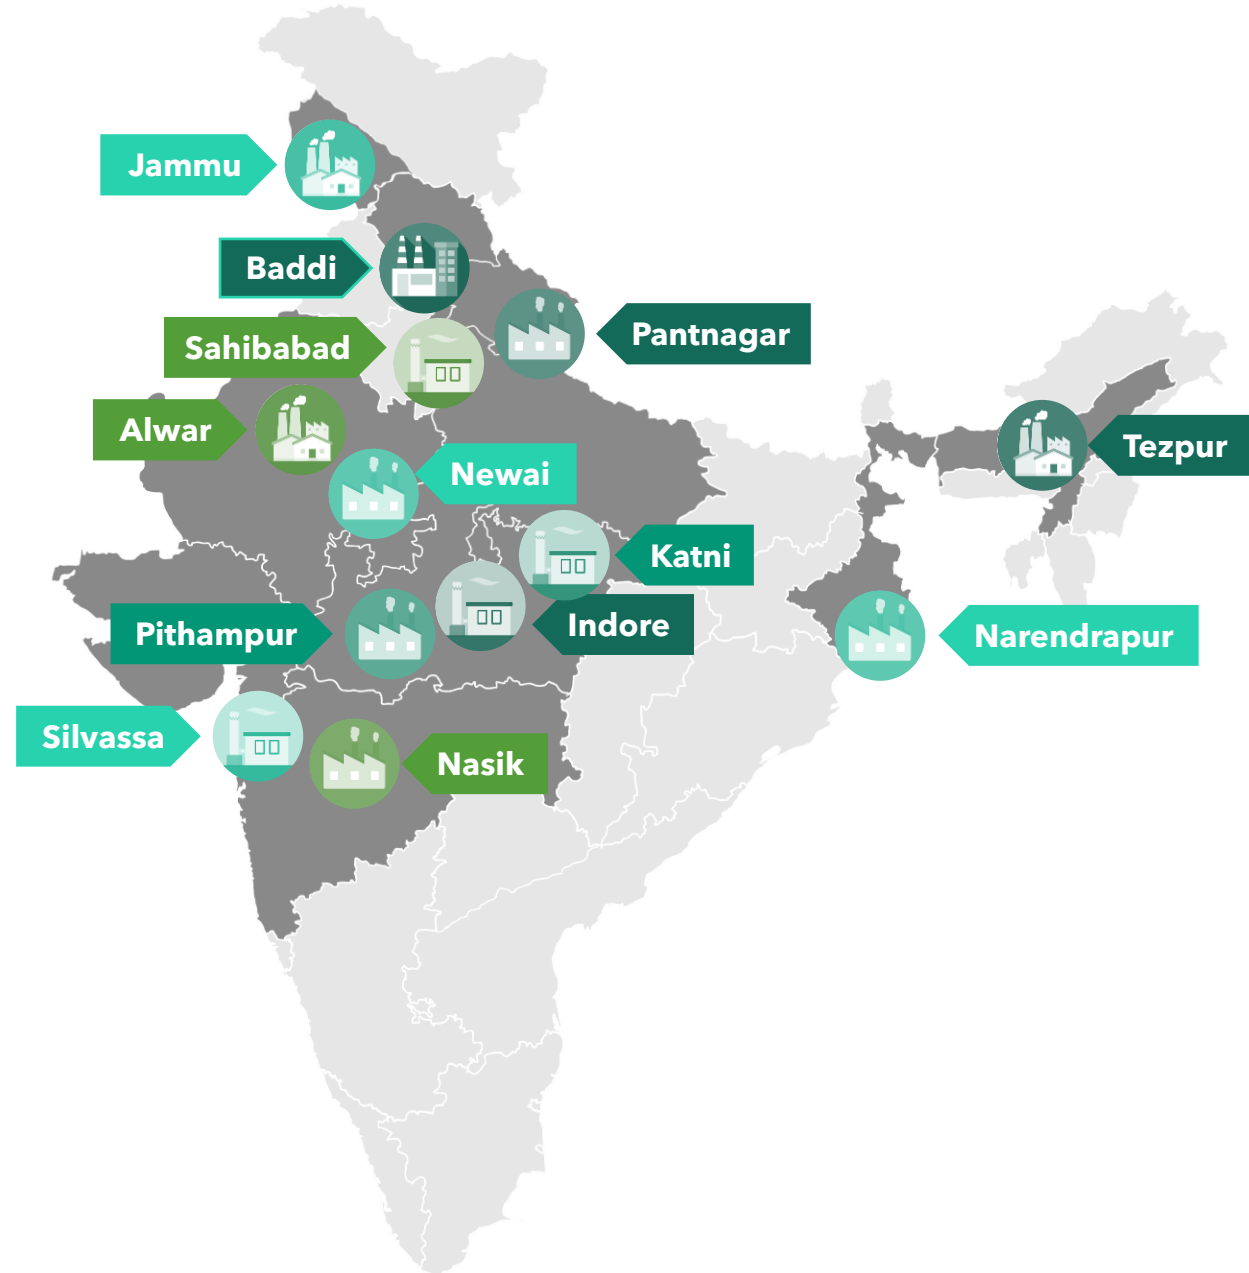 Jammu
Baddi
Pantnagar
Sahibabad
Alwar
Tezpur
Newai
Katni
Indore
Pithampur
Narendrapur
Silvassa
Nasik